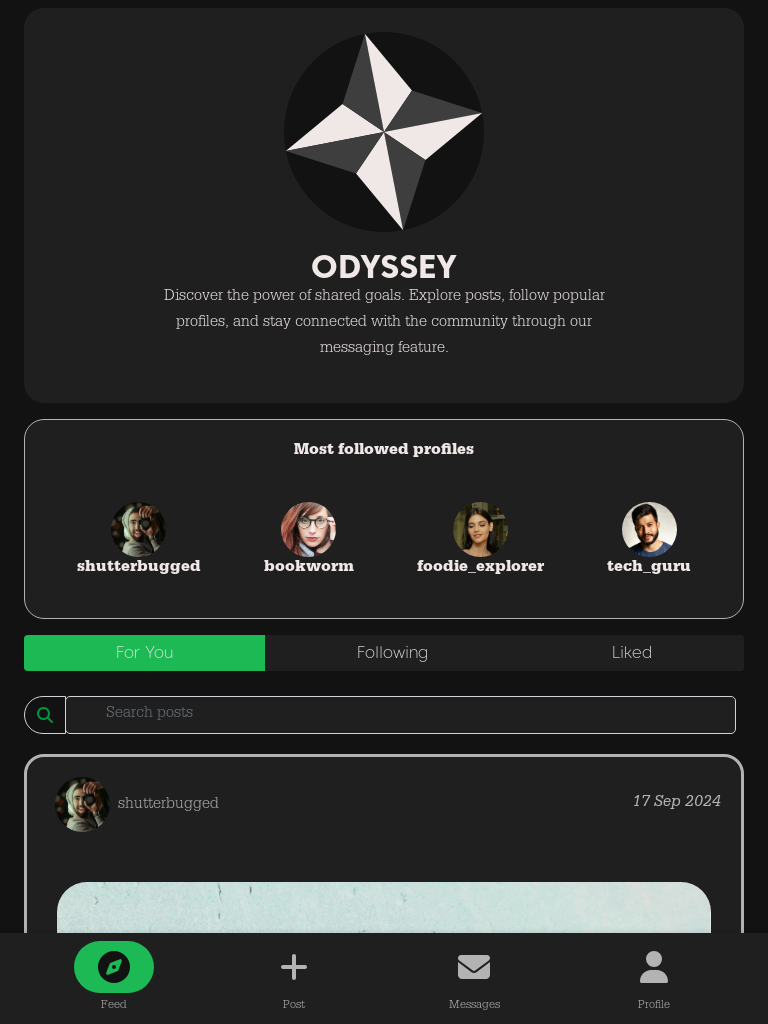 ODYSSEY
Discover the power of shared goals. Explore posts, follow popular
profiles, and stay connected with the community through our
messaging feature.
Most followed profiles
shutterbugged bookworm foodie_explorer tech_guru
For You Following Liked
Search posts
shutterbugged 17 Sep 2024
Feed Post Messages Profile